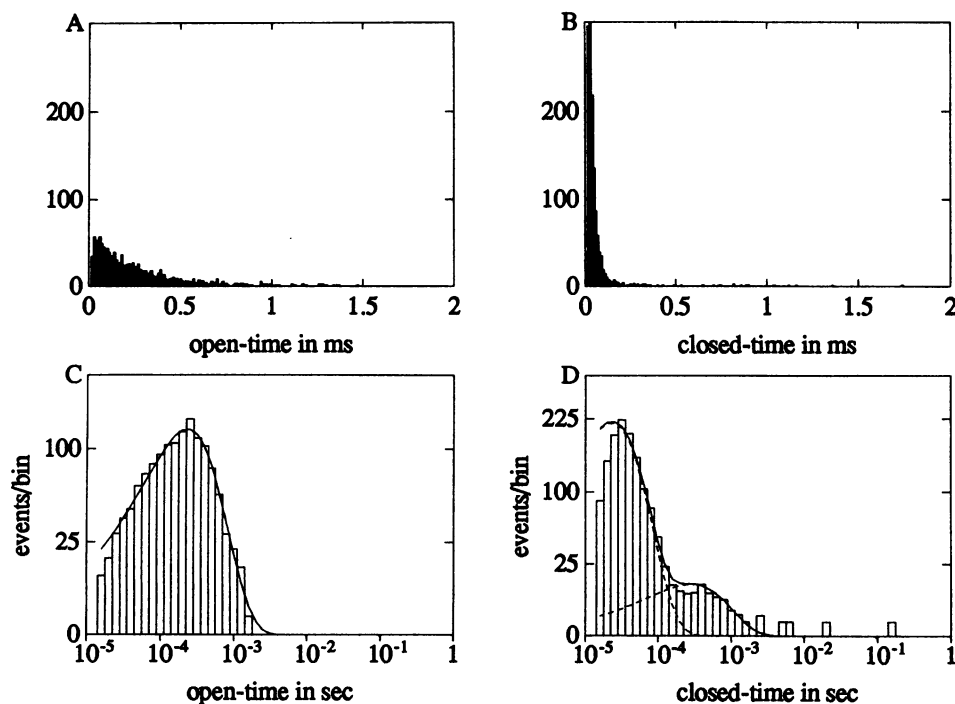 A
200
100
0
0 0.5 1 1.5 2
open-time in ms
B
200
100
0
0 0.5 1 1.5 2
closed-time in ms
C
events/bin
100
25
0
10-5 10-4 10-3 10-2 10-1 1
open-time in sec
D
events/bin
225
100
25
0
10-5 10-4 10-3 10-2 10-1 1
closed-time in sec